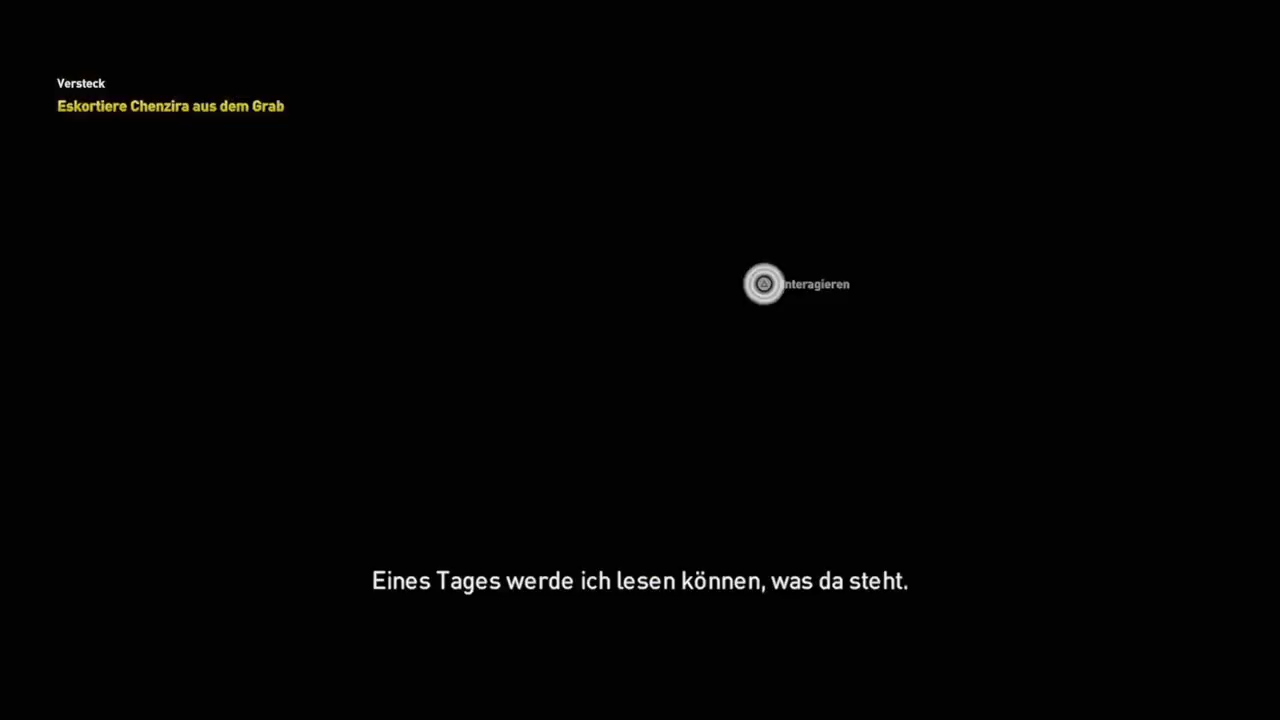 Versteck
Eskortiere Chenzira aus dem Grab
nteragieren
Eines Tages werde ich lesen können, was da steht.